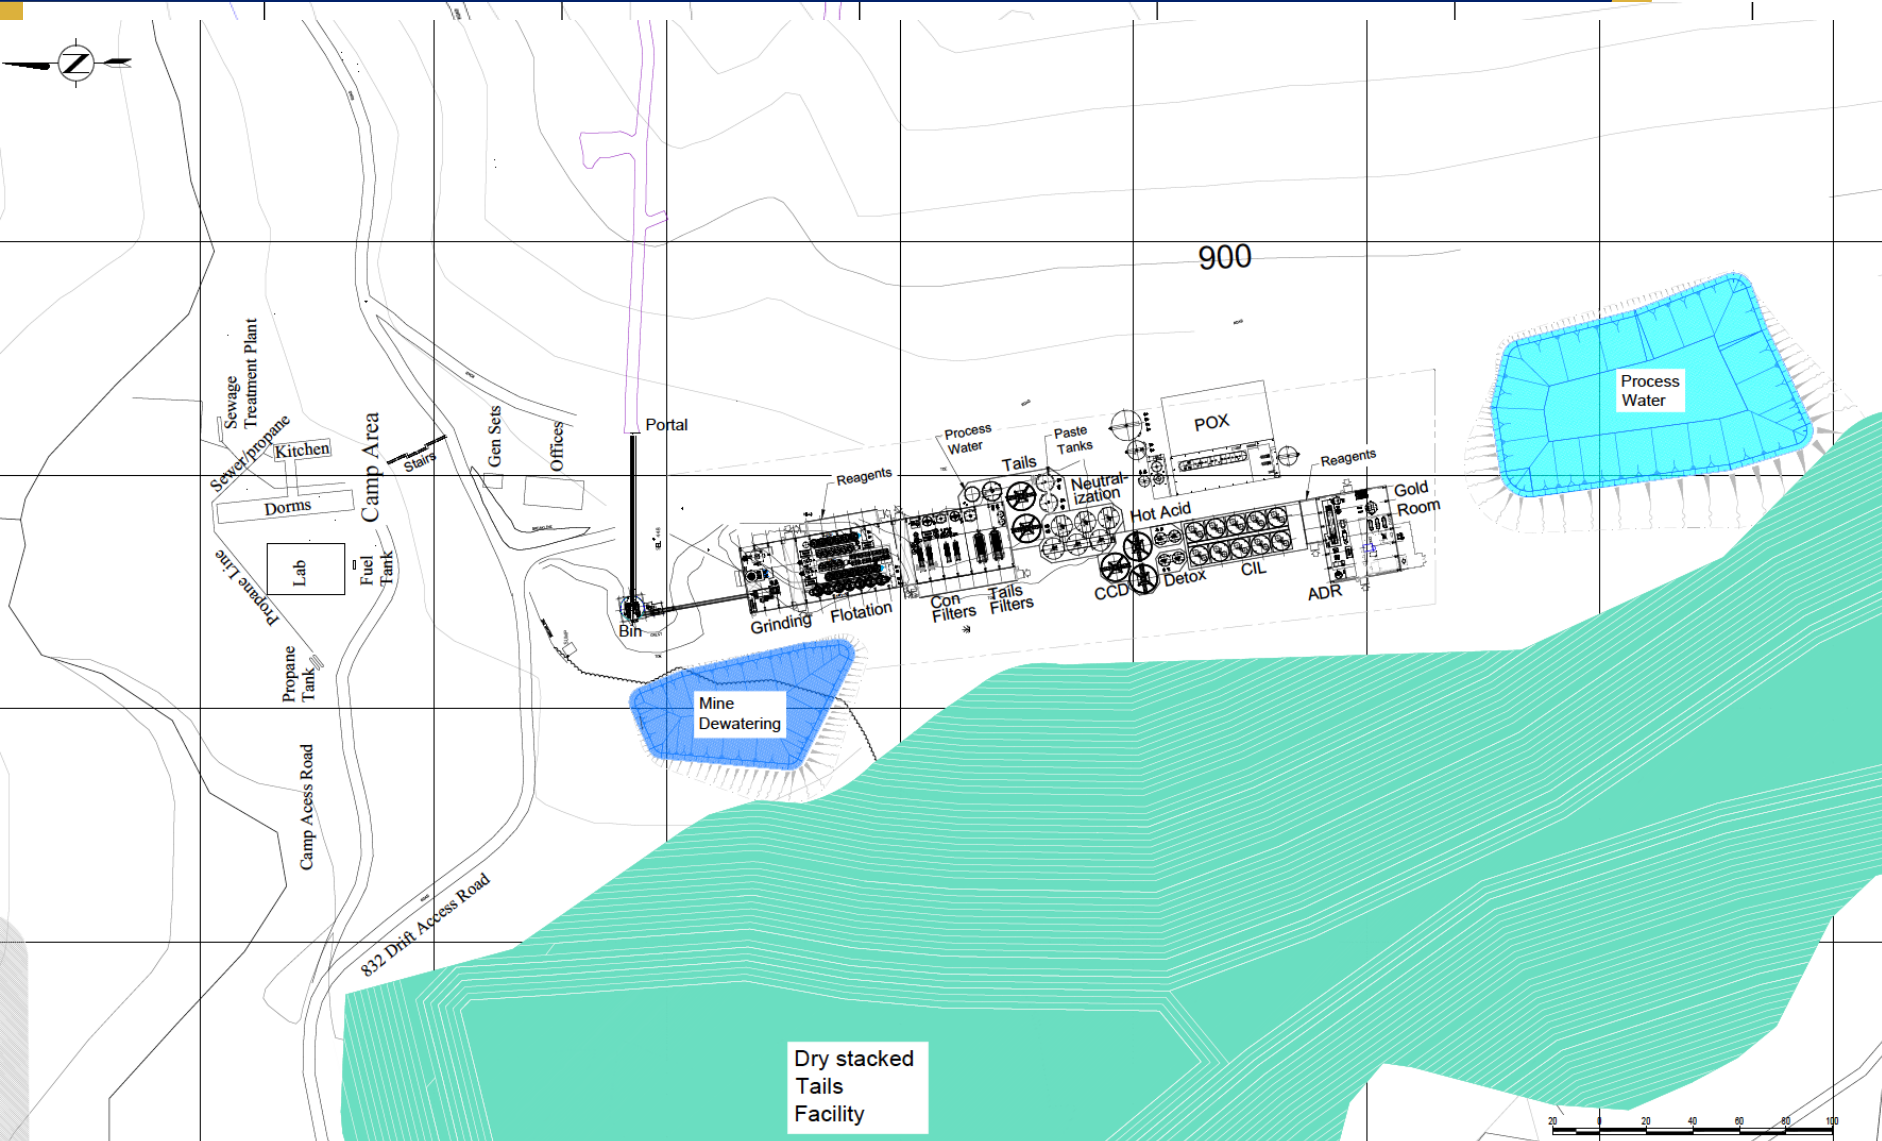 Z
900
Sewage
Treatment Plant
Sewer/propane
Kitchen
Dorms
Camp Area
Stairs
Gen Sets
Offices
Portal
Lab
Fuel
Tank
Propane Line
Propane
Tank
Camp Access Road
832 Drift Access Road
Bin
Reagents
Grinding
Flotation
Process
Water
Tails
Paste
Tanks
Neutral-
ization
Con
Filters
Tails
Filters
POX
Hot Acid
CCD
Detox
CIL
Reagents
Gold
Room
ADR
Process
Water
Mine
Dewatering
Dry stacked
Tails
Facility
20 0 20 40 60 80 100